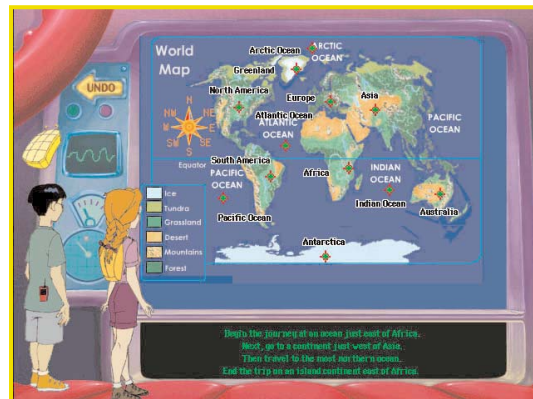 World
Map
Arctic Ocean
ARCTIC
OCEAN
Greenland
UNDO
North America
Europe
Asia
N
NW
NE
W
E
SW
SE
S
Atlantic Ocean
ATLANTIC
OCEAN
PACIFIC
OCEAN
Equator
South America
PACIFIC
OCEAN
Africa
INDIAN
OCEAN
Indian Ocean
Pacific Ocean
Australia
Antarctica
Ice
Tundra
Grassland
Desert
Mountains
Forest
Begin the journey at an ocean just east of Africa.
Next, go to a continent just west of Asia.
Then travel to the most northern ocean.
End the trip on an island continent east of Africa.